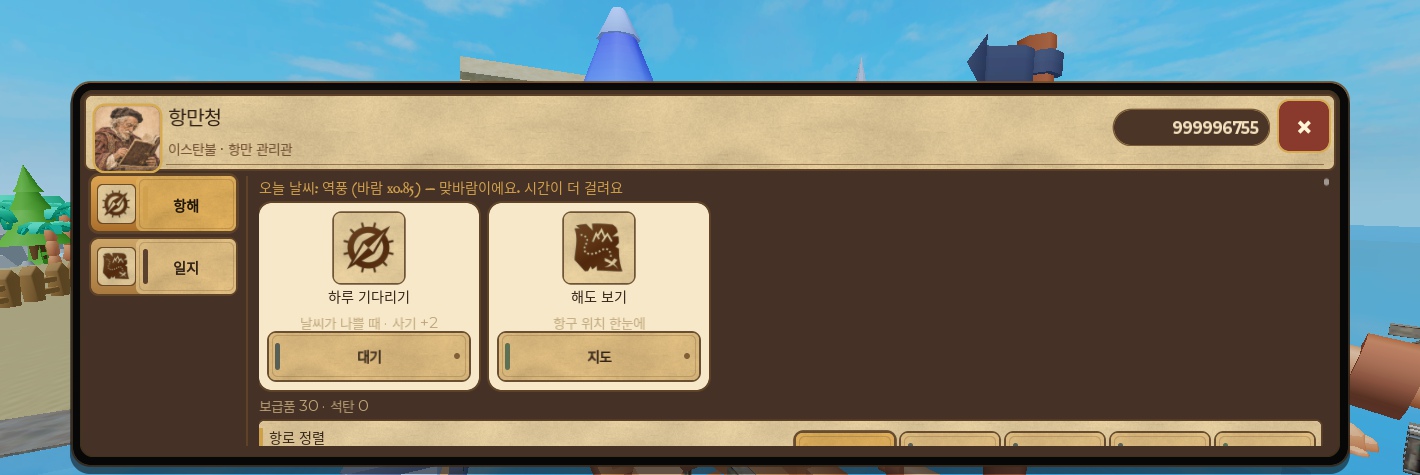 항만청
이스탄불 · 항만 관리관
999996755
×
항해
일지
오늘 날씨: 역풍 (바람 x0.85) — 맞바람이에요. 시간이 더 걸려요
하루 기다리기
날씨가 나쁠 때 · 사기 +2
대기
해도 보기
항구 위치 한눈에
지도
보급품 30 · 석탄 0
항로 정렬